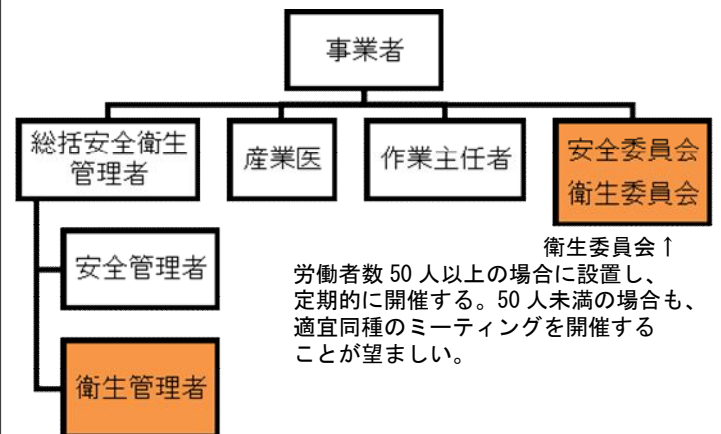 事業者
総括安全衛生
管理者
産業医
作業主任者
安全委員会
衛生委員会
安全管理者
衛生管理者
衛生委員会↑
労働者数 50 人以上の場合に設置し、
定期的に開催する。50 人未満の場合も、
適宜同種のミーティングを開催する
ことが望ましい。